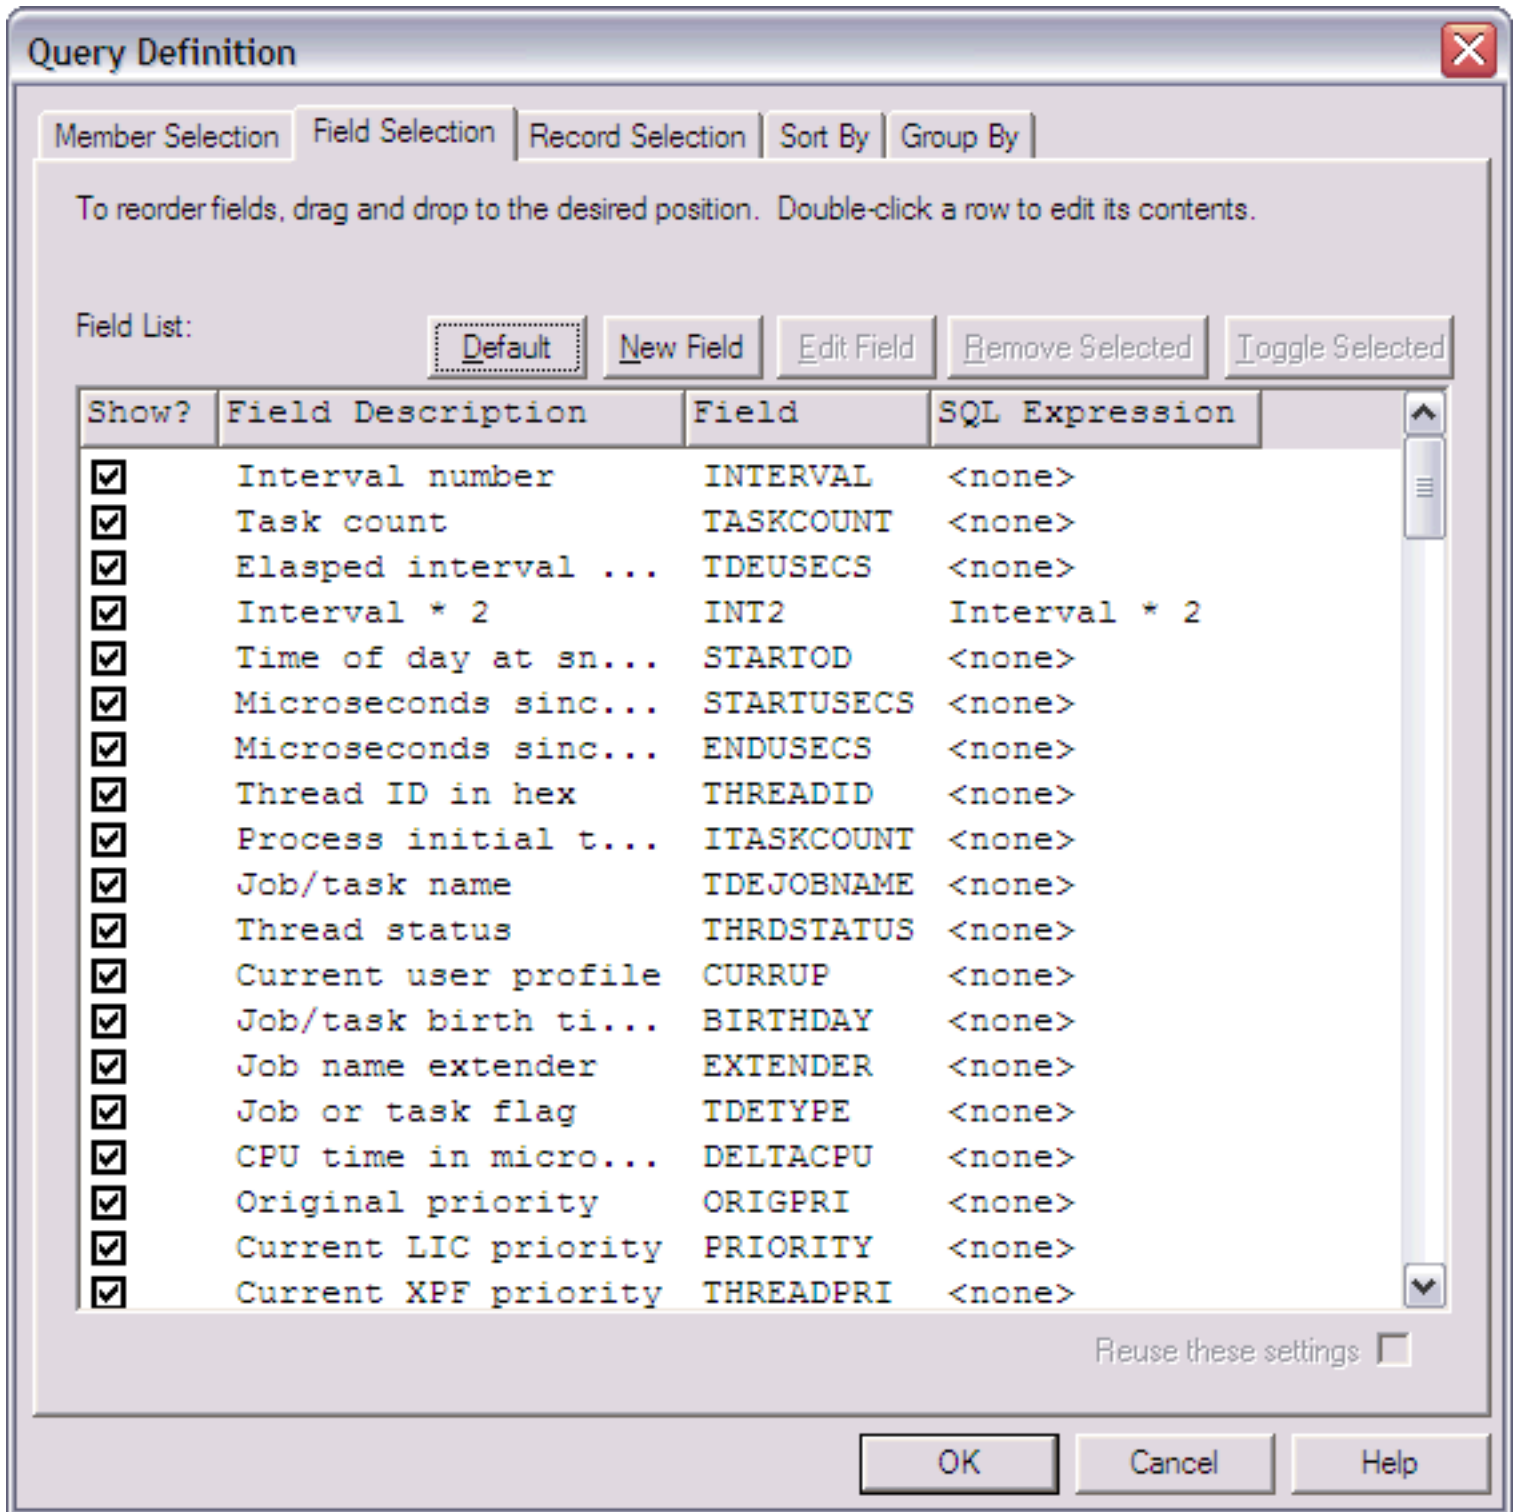 Query Definition
Member Selection Field Selection Record Selection Sort By Group By
To reorder fields, drag and drop to the desired position. Double-click a row to edit its contents.
Field List: Default New Field Edit Field Remove Selected Toggle Selected
Show? Field Description Field SQL Expression
Interval number INTERVAL <none>
Task count TASKCOUNT <none>
Elasped interval ... TDEUSECS <none>
Interval * 2 INT2 Interval * 2
Time of day at sn... STARTOD <none>
Microseconds sinc... STARTUSECS <none>
Microseconds sinc... ENDUSECS <none>
Thread ID in hex THREADID <none>
Process initial t... ITASKCOUNT <none>
Job/task name TDEJOBNAME <none>
Thread status THRDSTATUS <none>
Current user profile CURRUP <none>
Job/task birth ti... BIRTHDAY <none>
Job name extender EXTENDER <none>
Job or task flag TDETYPE <none>
CPU time in micro... DELTACPU <none>
Original priority ORIGPRI <none>
Current LIC priority PRIORITY <none>
Current XPF priority THREADPRI <none>
Reuse these settings
OK Cancel Help